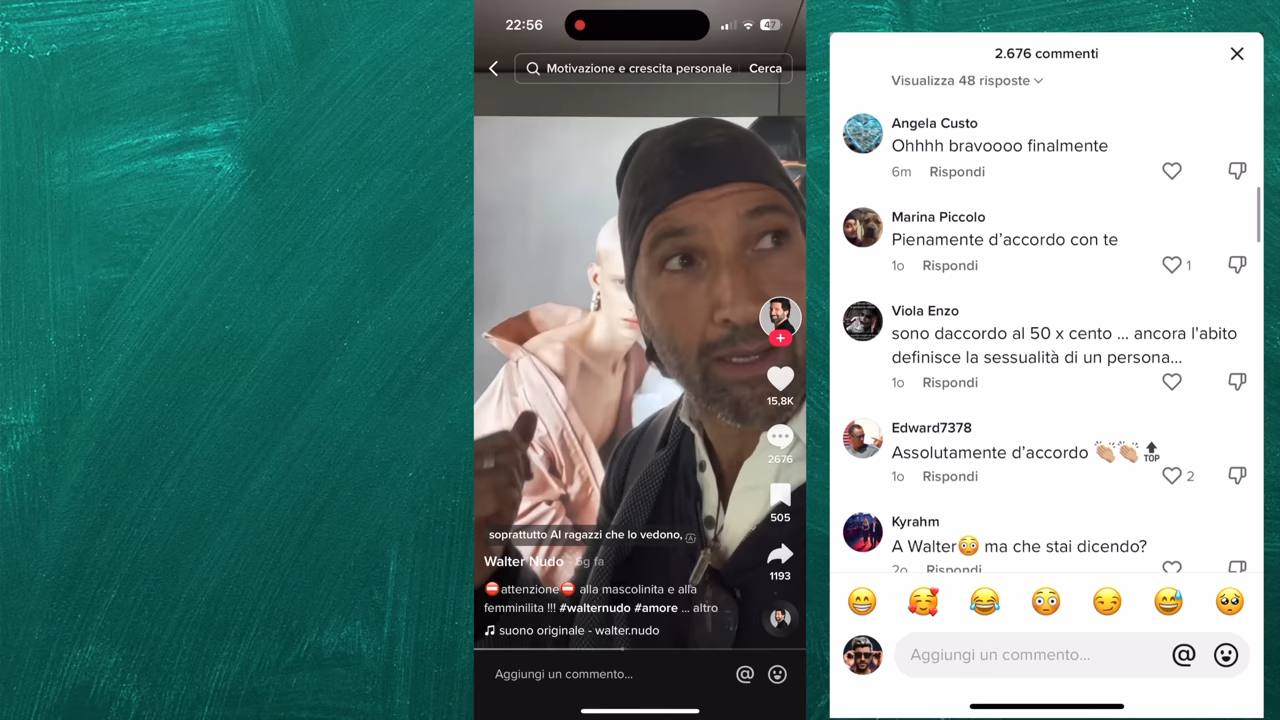 22:56
47
Motivazione e crescita personale
Cerca
15,8K
2676
505
1193
soprattutto AI ragazzi che lo vedono,
Walter Nudo · 6g fa
⛔attenzione⛔ alla mascolinita e alla
femminilita !!! #walternudo #amore ... altro
suono originale - walter.nudo
Aggiungi un commento...
2.676 commenti
Visualizza 48 risposte
Angela Custo
Ohhhh bravoooo finalmente
6m Rispondi
Marina Piccolo
Pienamente d'accordo con te
1o Rispondi
1
Viola Enzo
sono daccordo al 50 x cento ... ancora l'abito
definisce la sessualità di un persona...
1o Rispondi
Edward7378
Assolutamente d'accordo 👏🏼👏🏼🔝
1o Rispondi
2
Kyrahm
A Walter😳 ma che stai dicendo?
2o Rispondi
Aggiungi un commento...